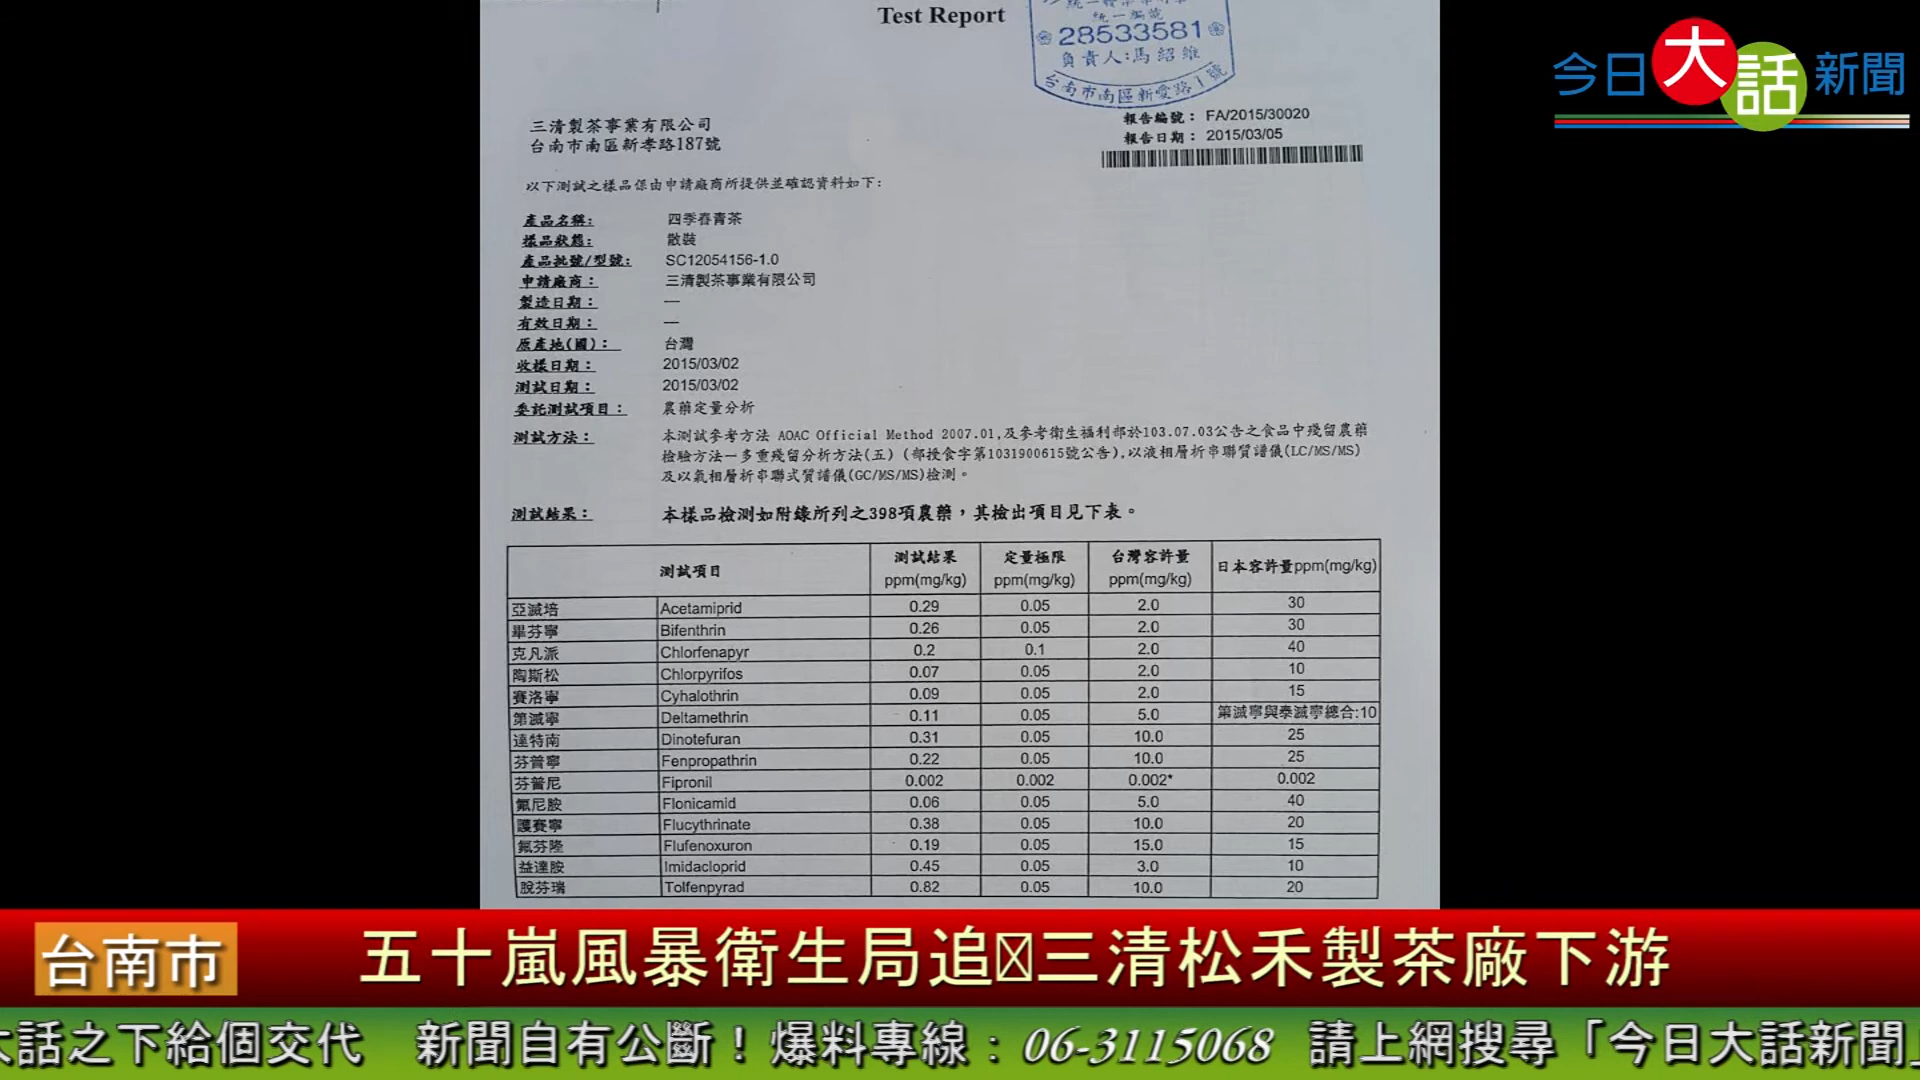 Test Report
統一編號
28533581
負責人:馬紹維
台南市南區新愛路1號
今日大話新聞
三清製茶事業有限公司
台南市南區新孝路187號
報告編號： FA/2015/30020
報告日期： 2015/03/05
以下測試之樣品係由申請廠商所提供並確認資料如下:
產品名稱: 四季春青茶
樣品狀態: 散裝
產品批號/型號: SC12054156-1.0
申請廠商： 三清製茶事業有限公司
製造日期： —
有效日期： —
原產地(國)： 台灣
收樣日期： 2015/03/02
測試日期： 2015/03/02
委託測試項目： 農藥定量分析
測試方法： 本測試參考方法 AOAC Official Method 2007.01,及參考衛生福利部於103.07.03公告之食品中殘留農藥
檢驗方法－多重殘留分析方法(五) (部授食字第1031900615號公告),以液相層析串聯質譜儀(LC/MS/MS)
及以氣相層析串聯式質譜儀(GC/MS/MS)檢測。
測試結果： 本樣品檢測如附錄所列之398項農藥，其檢出項目見下表。
測試項目 測試結果 ppm(mg/kg) 定量極限 ppm(mg/kg) 台灣容許量 ppm(mg/kg) 日本容許量ppm(mg/kg)
亞滅培 Acetamiprid 0.29 0.05 2.0 30
畢芬寧 Bifenthrin 0.26 0.05 2.0 30
克凡派 Chlorfenapyr 0.2 0.1 2.0 40
陶斯松 Chlorpyrifos 0.07 0.05 2.0 10
賽洛寧 Cyhalothrin 0.09 0.05 2.0 15
第滅寧 Deltamethrin 0.11 0.05 5.0 第滅寧與泰滅寧總合:10
達特南 Dinotefuran 0.31 0.05 10.0 25
芬普寧 Fenpropathrin 0.22 0.05 10.0 25
芬普尼 Fipronil 0.002 0.002 0.002* 0.002
氟尼胺 Flonicamid 0.06 0.05 5.0 40
護賽寧 Flucythrinate 0.38 0.05 10.0 20
氟芬隆 Flufenoxuron 0.19 0.05 15.0 15
益達胺 Imidacloprid 0.45 0.05 3.0 10
脫芬瑞 Tolfenpyrad 0.82 0.05 10.0 20
台南市 五十嵐風暴衛生局追三清松禾製茶廠下游
大話之下給個交代 新聞自有公斷！爆料專線：06-3115068 請上網搜尋「今日大話新聞」